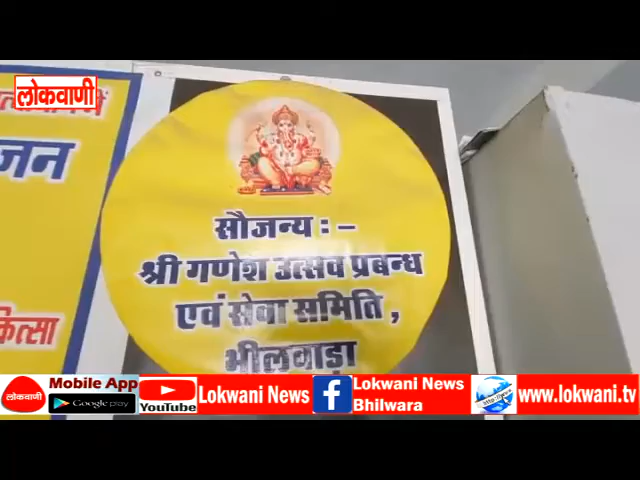 लोकवाणी
जन
कित्सा
सौजन्य : –
श्री गणेश उत्सव प्रबन्ध
एवं सेवा समिति ,
भीलवाड़ा
लोकवाणी
Mobile App
Google play
YouTube
Lokwani News
Lokwani News
Bhilwara
http://
www.lokwani.tv